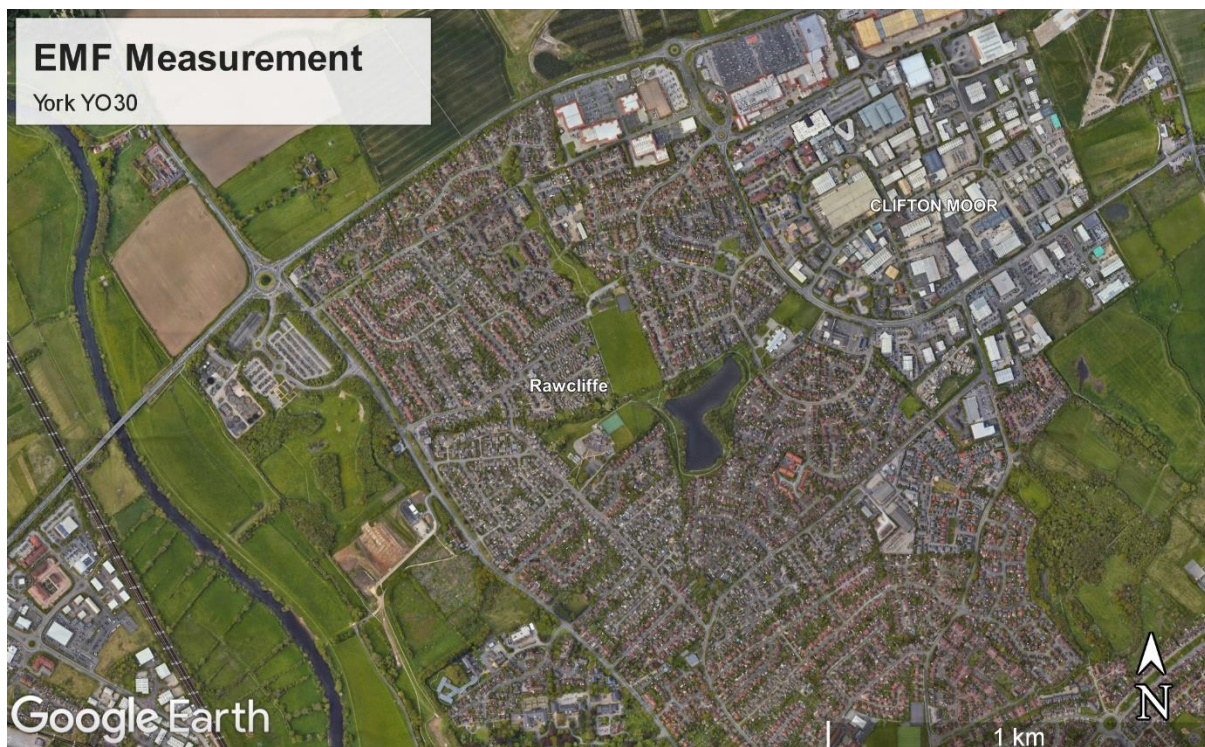 EMF Measurement
York YO30
CLIFTON MOOR
Rawcliffe
Google Earth
N
1 km